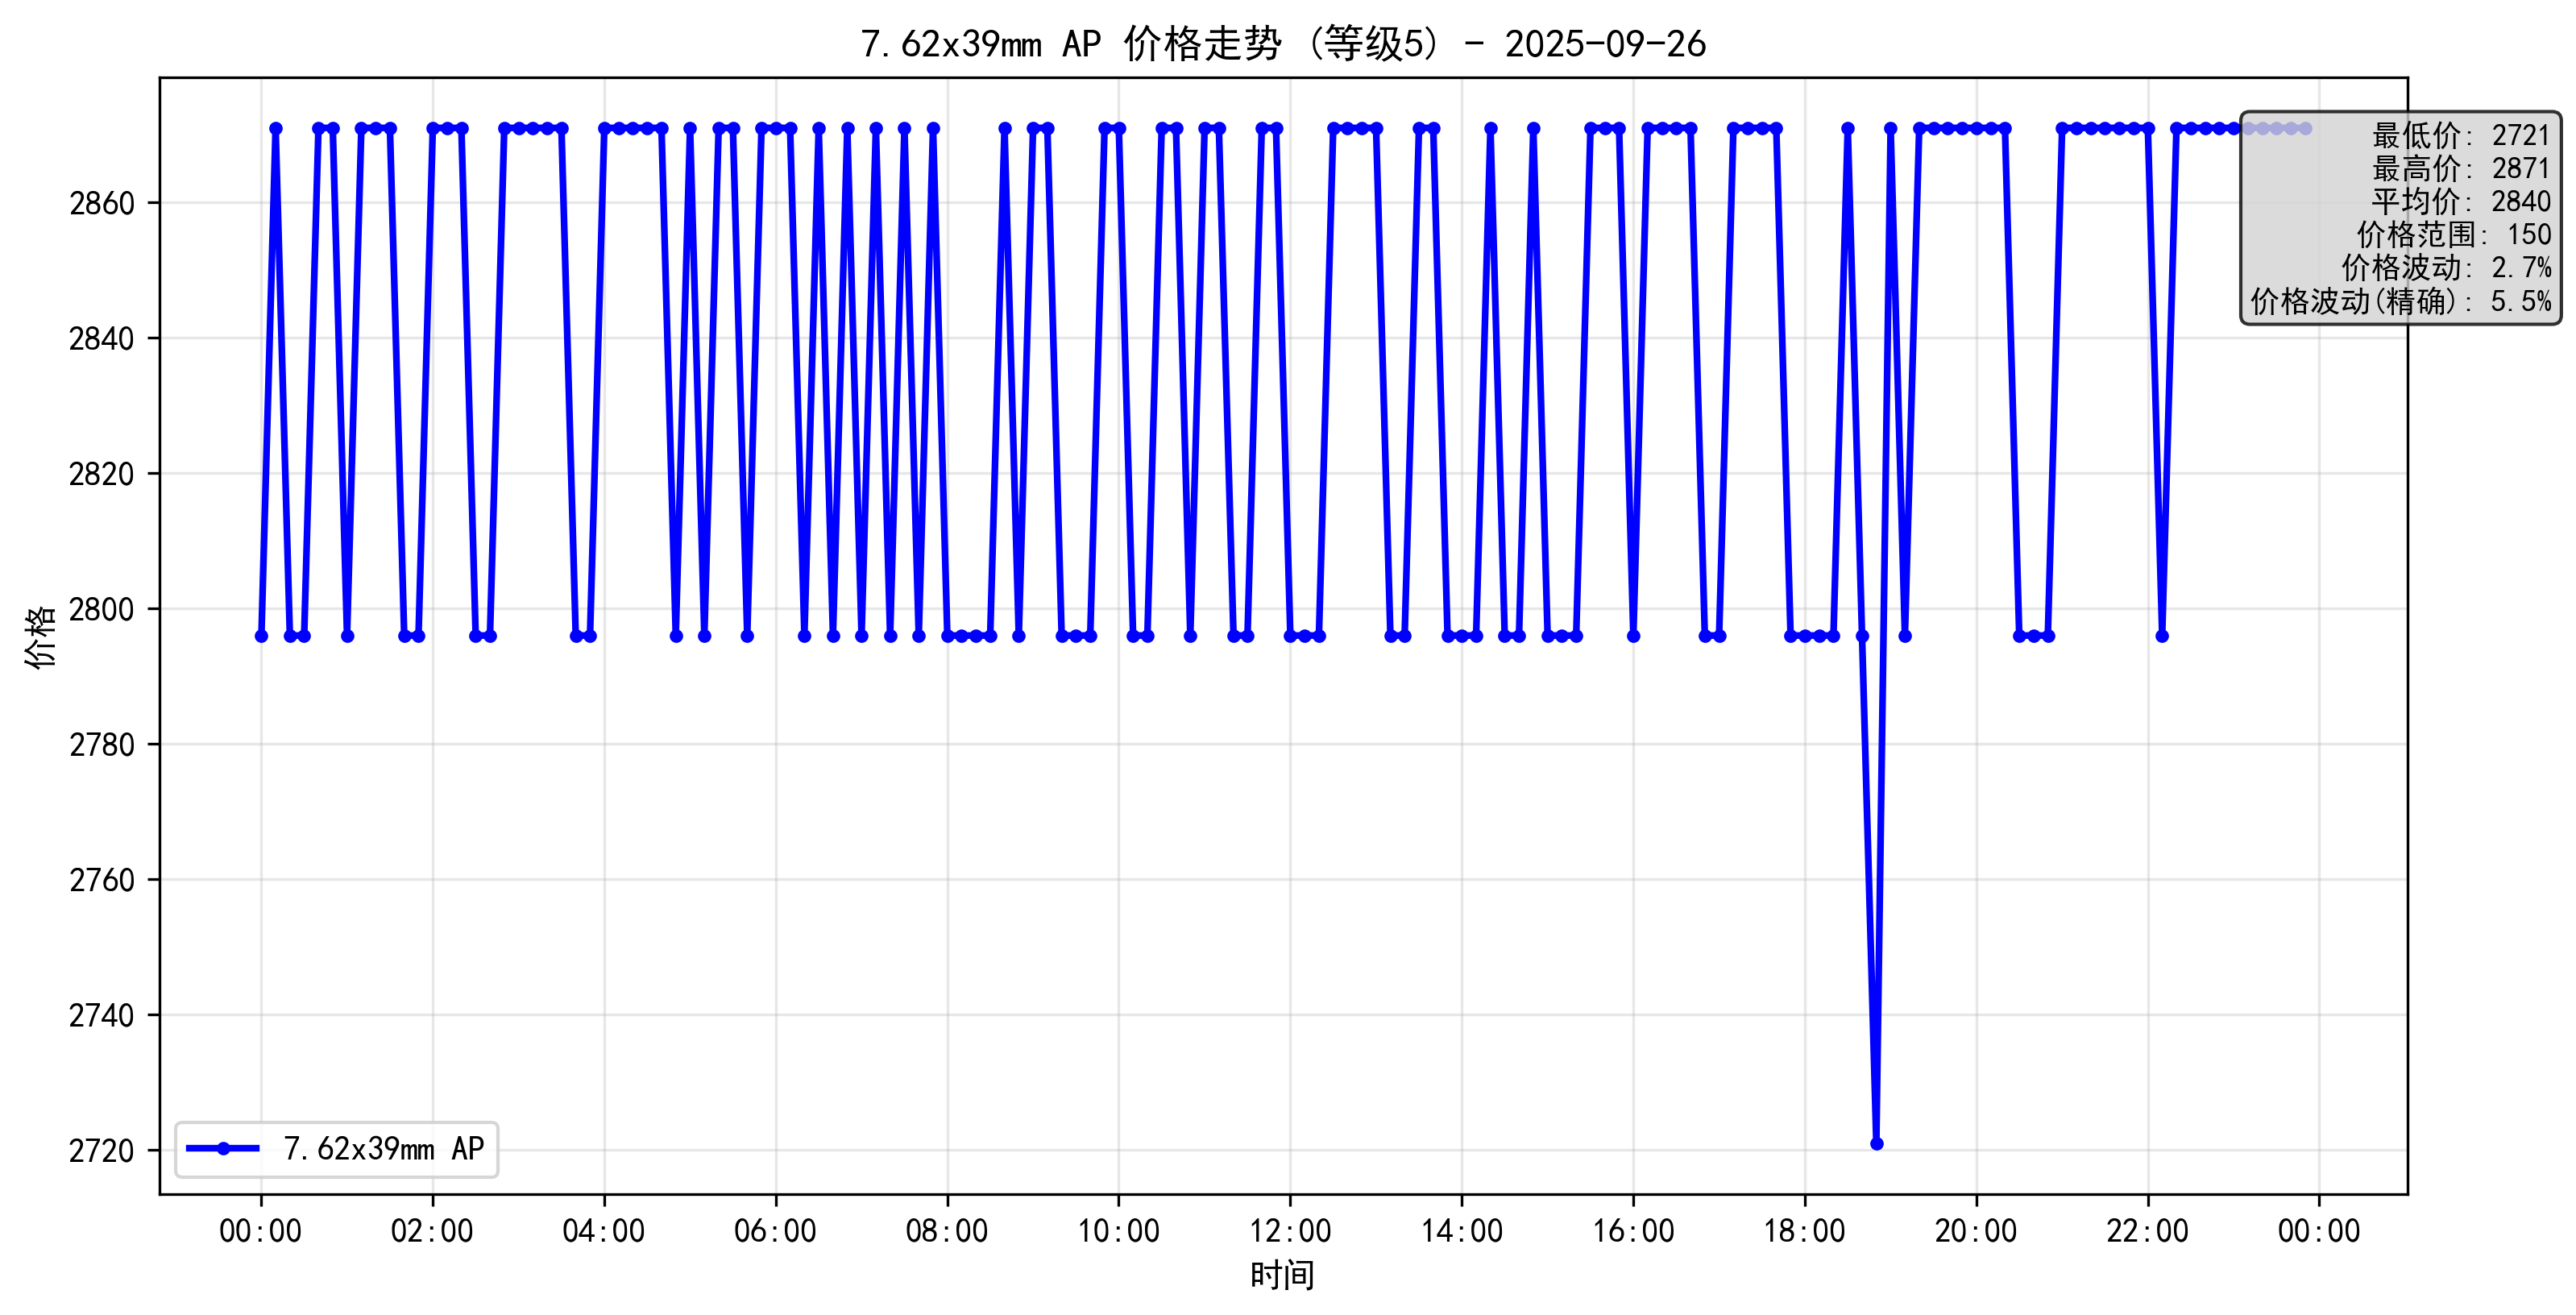 7.62x39mm AP 价格走势 (等级5) - 2025-09-26
最低价: 2721
最高价: 2871
平均价: 2840
价格范围: 150
价格波动: 2.7%
价格波动(精确): 5.5%
2860
2840
2820
2800
2780
2760
2740
2720
价格
7.62x39mm AP
00:00 02:00 04:00 06:00 08:00 10:00 12:00 14:00 16:00 18:00 20:00 22:00 00:00
时间